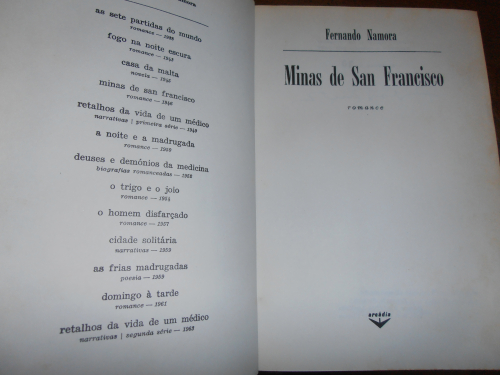 amora
as sete partidas do mundo
romance — 1938
fogo na noite escura
romance — 1943
casa da malta
novela — 1945
minas de san francisco
romance — 1946
retalhos da vida de um médico
narrativas | primeira série — 1949
a noite e a madrugada
romance — 1950
deuses e demónios da medicina
biografias romanceadas — 1952
o trigo e o joio
romance — 1954
o homem disfarçado
romance — 1957
cidade solitária
narrativas — 1959
as frias madrugadas
poesia — 1959
domingo à tarde
romance — 1961
retalhos da vida de um médico
narrativas | segunda série — 1963
Fernando Namora
Minas de San Francisco
romance
arcádia